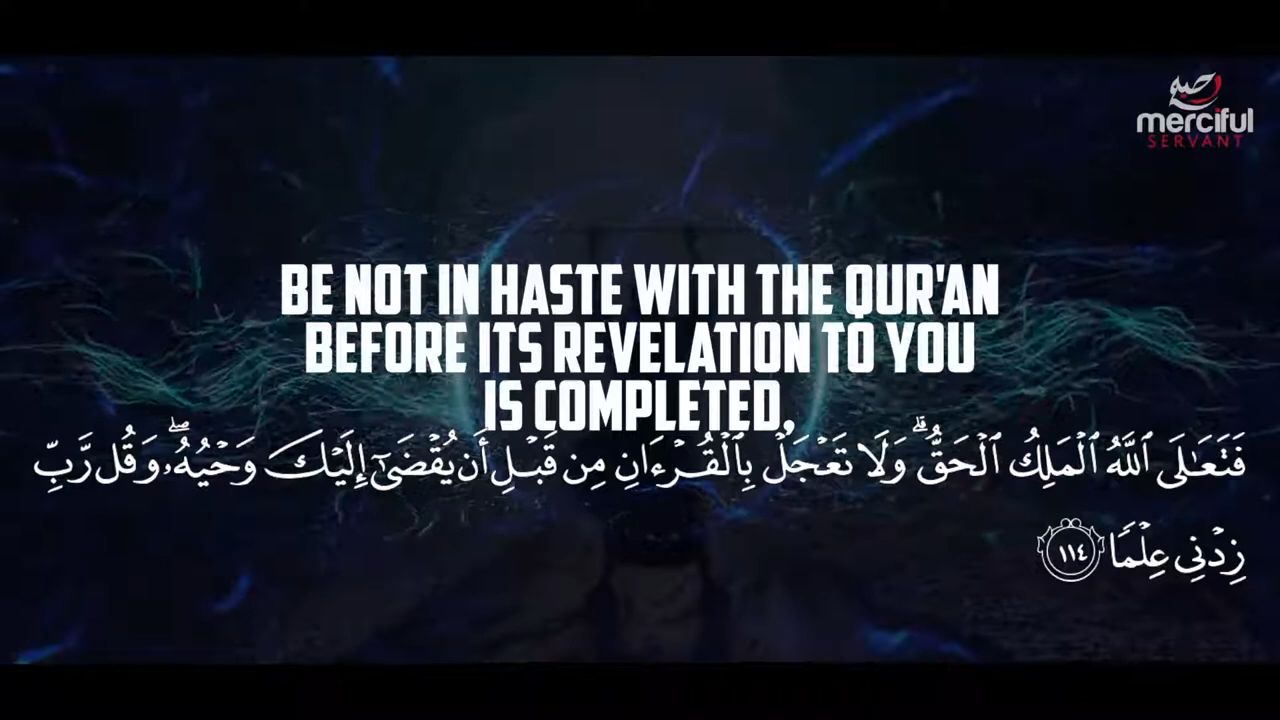 merciful
SERVANT
BE NOT IN HASTE WITH THE QUR'AN
BEFORE ITS REVELATION TO YOU
IS COMPLETED,
فَتَعَـٰلَى ٱللَّهُ ٱلْمَلِكُ ٱلْحَقُّ ۗ وَلَا تَعْجَلْ بِٱلْقُرْءَانِ مِن قَبْلِ أَن يُقْضَىٰٓ إِلَيْكَ وَحْيُهُۥ ۖ وَقُل رَّبِّ
زِدْنِى عِلْمًا ١١٤